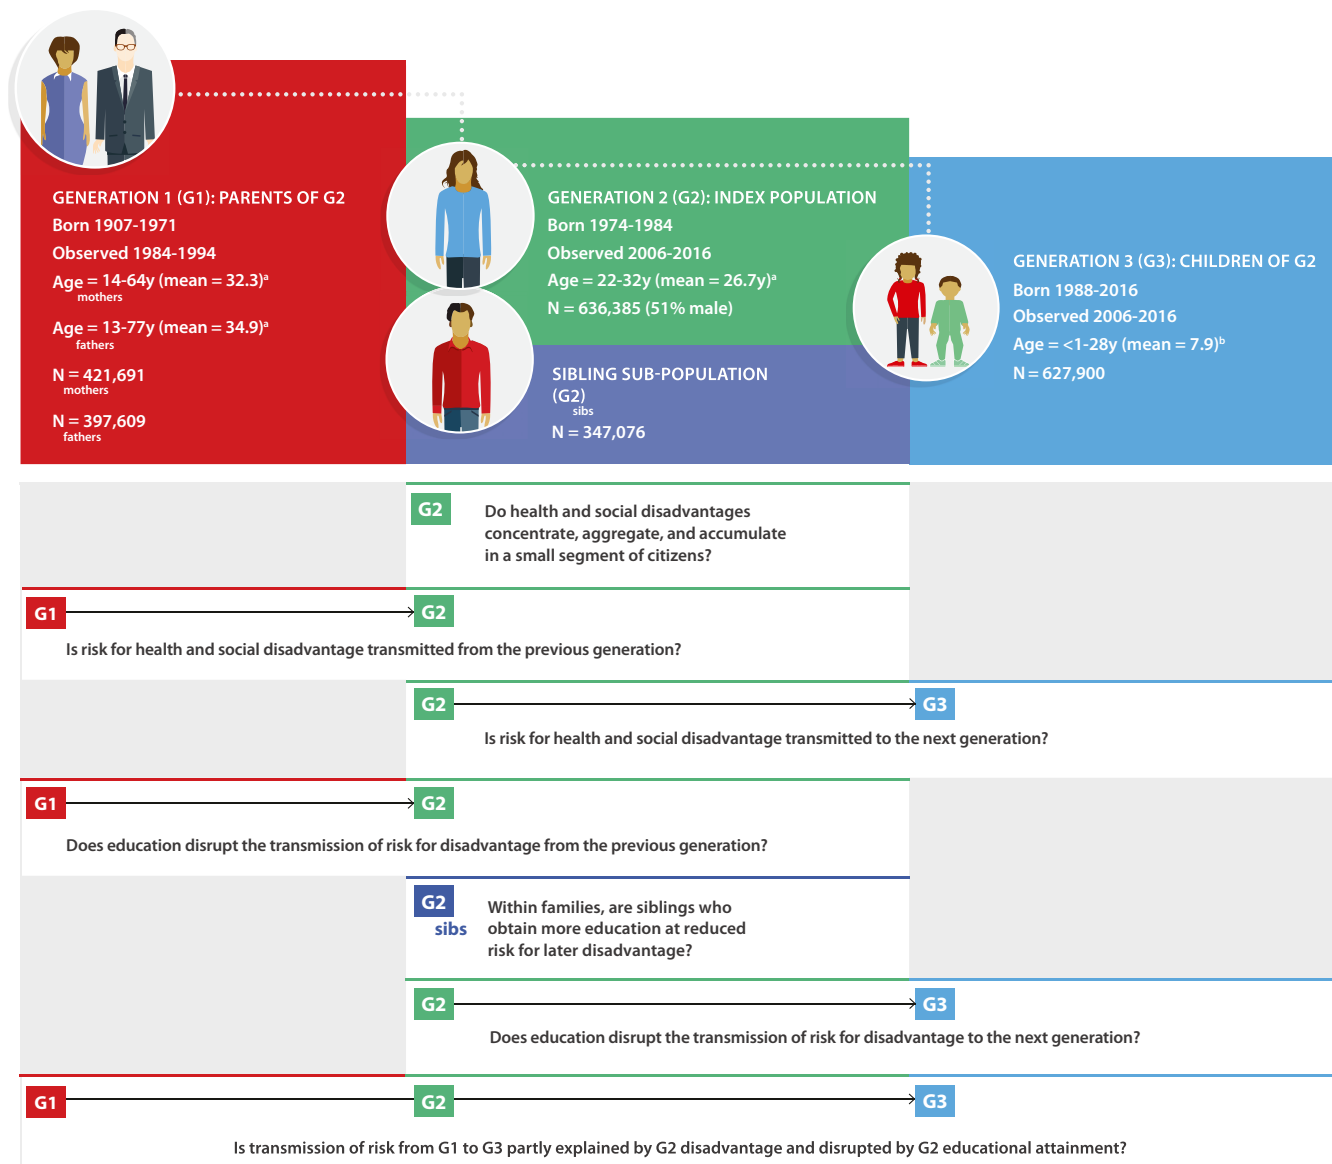 GENERATION 1 (G1): PARENTS OF G2
Born 1907-1971
Observed 1984-1994
Age = 14-64y (mean = 32.3)ᵃ
mothers
Age = 13-77y (mean = 34.9)ᵃ
fathers
N = 421,691
mothers
N = 397,609
fathers
GENERATION 2 (G2): INDEX POPULATION
Born 1974-1984
Observed 2006-2016
Age = 22-32y (mean = 26.7)ᵃ
N = 636,385 (51% male)
SIBLING SUB-POPULATION
(G2)
sibs
N = 347,076
GENERATION 3 (G3): CHILDREN OF G2
Born 1988-2016
Observed 2006-2016
Age = <1-28y (mean = 7.9)ᵇ
N = 627,900
G2
Do health and social disadvantages
concentrate, aggregate, and accumulate
in a small segment of citizens?
G1 G2
Is risk for health and social disadvantage transmitted from the previous generation?
G2 G3
Is risk for health and social disadvantage transmitted to the next generation?
G1 G2
Does education disrupt the transmission of risk for disadvantage from the previous generation?
G2
sibs
Within families, are siblings who
obtain more education at reduced
risk for later disadvantage?
G2 G3
Does education disrupt the transmission of risk for disadvantage to the next generation?
G1 G2 G3
Is transmission of risk from G1 to G3 partly explained by G2 disadvantage and disrupted by G2 educational attainment?